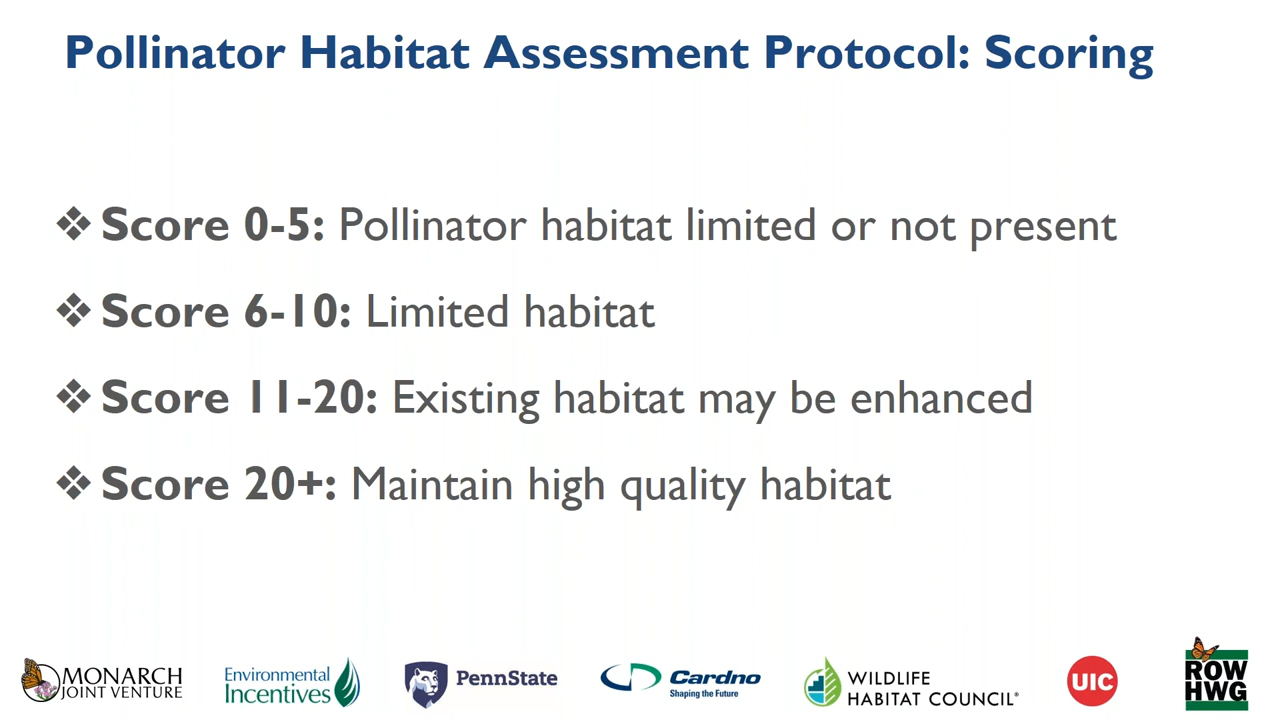 Pollinator Habitat Assessment Protocol: Scoring
❖ Score 0-5: Pollinator habitat limited or not present
❖ Score 6-10: Limited habitat
❖ Score 11-20: Existing habitat may be enhanced
❖ Score 20+: Maintain high quality habitat
MONARCH
JOINT VENTURE
Environmental
Incentives
PennState
Cardno
Shaping the Future
WILDLIFE
HABITAT COUNCIL®
UIC
ROW
HWG